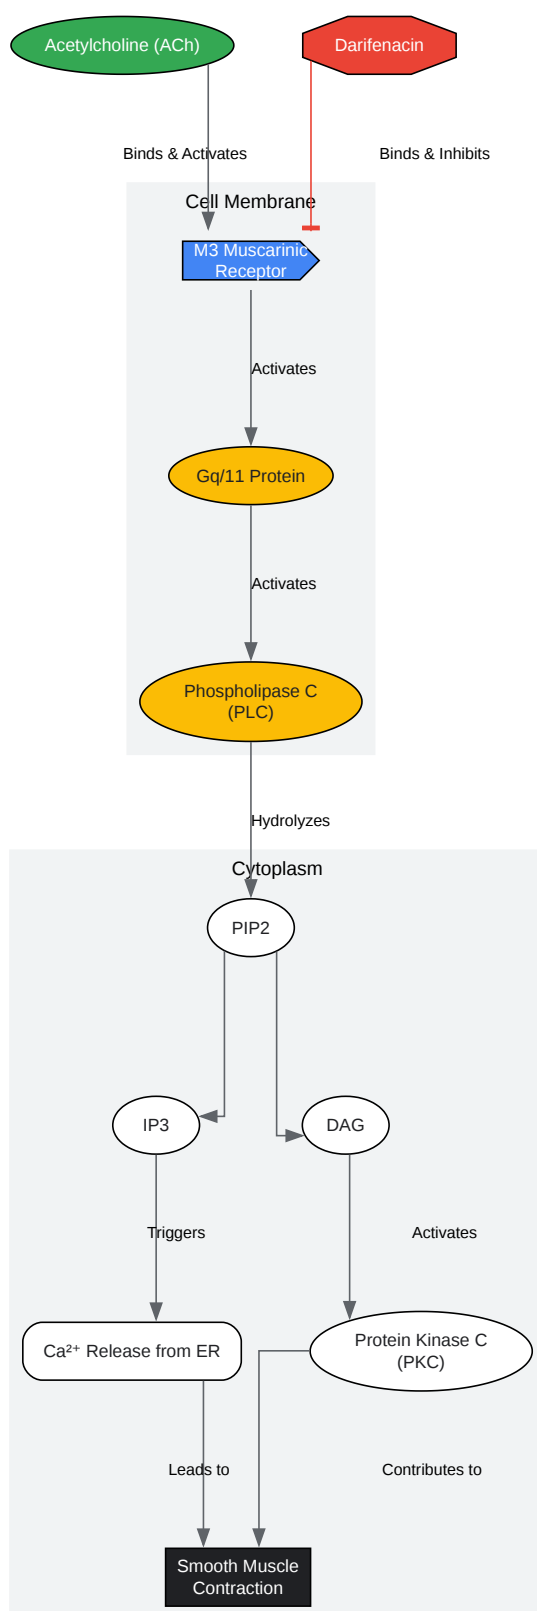 Acetylcholine (ACh)
Darifenacin
Binds & Activates
Binds & Inhibits
Cell Membrane
M3 Muscarinic
Receptor
Activates
Gq/11 Protein
Activates
Phospholipase C
(PLC)
Hydrolyzes
Cytoplasm
PIP2
IP3
DAG
Triggers
Activates
Ca²⁺ Release from ER
Protein Kinase C
(PKC)
Leads to
Contributes to
Smooth Muscle
Contraction